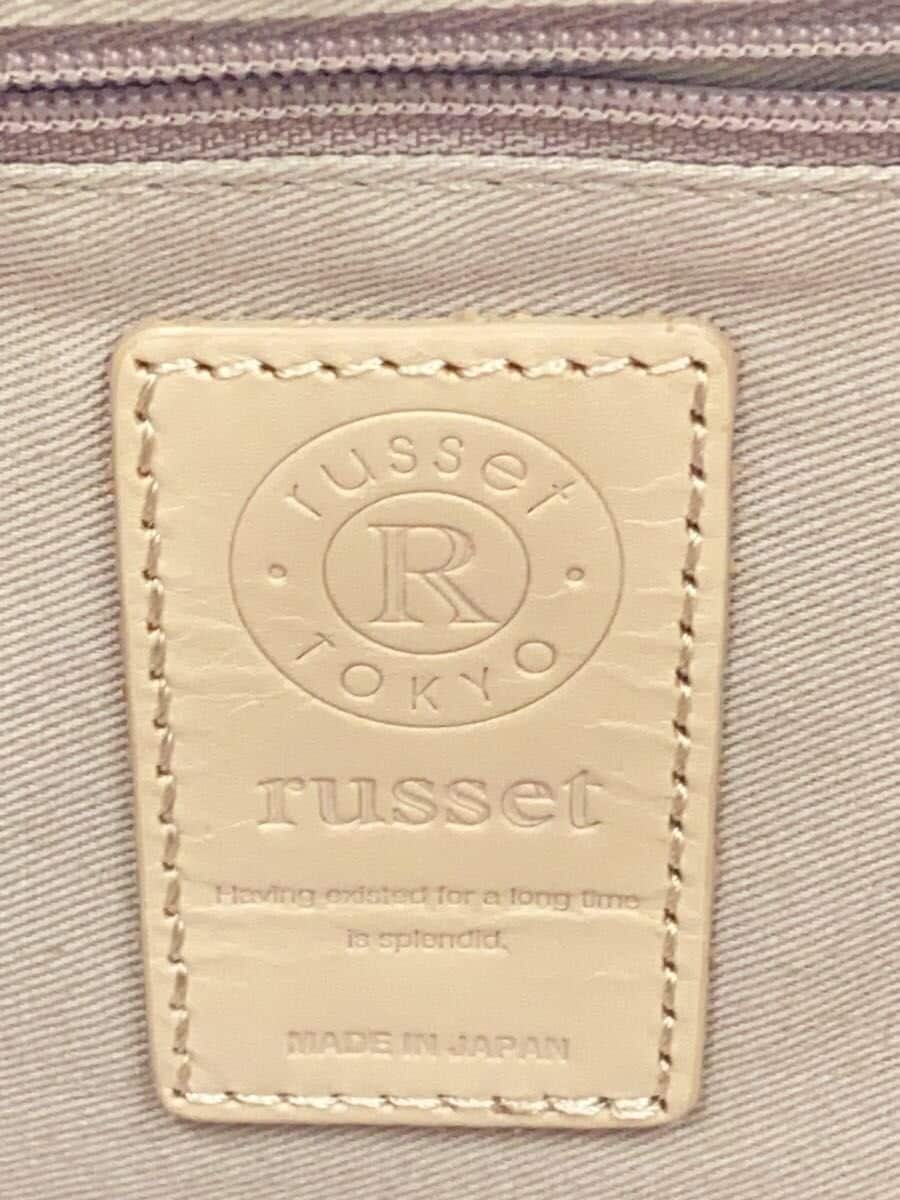 russet
R
TOKYO
russet
Having existed for a long time
is splendid.
MADE IN JAPAN